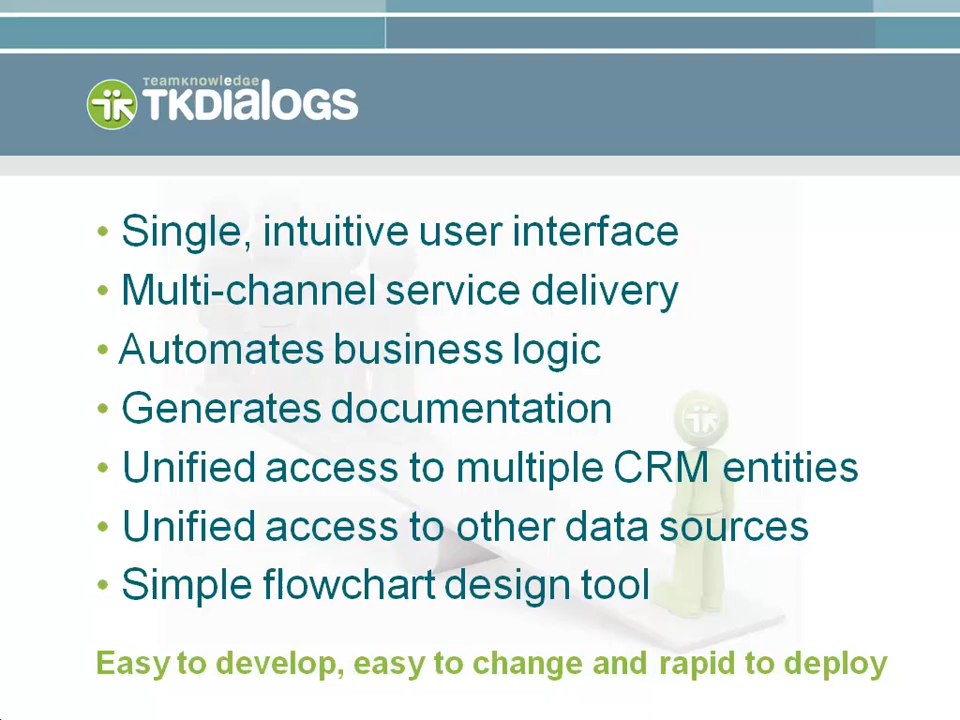 TEAMKNOWLEDGE
TKDIALOGS
• Single, intuitive user interface
• Multi-channel service delivery
• Automates business logic
• Generates documentation
• Unified access to multiple CRM entities
• Unified access to other data sources
• Simple flowchart design tool
Easy to develop, easy to change and rapid to deploy